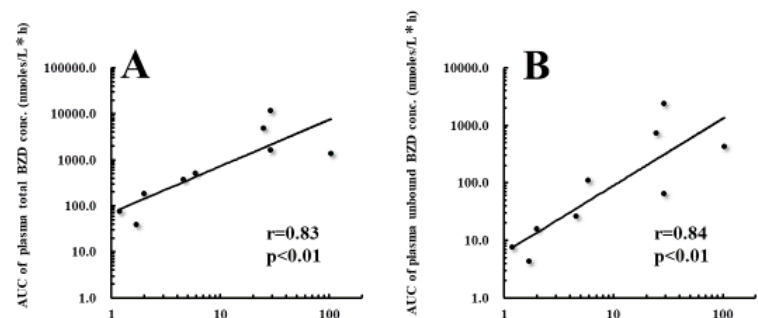 A
AUC of plasma total BZD conc. (nmoles/L * h)
100000.0
10000.0
1000.0
100.0
10.0
1.0
r=0.83
p<0.01
1 10 100
B
AUC of plasma unbound BZD conc. (nmoles/L * h)
10000.0
1000.0
100.0
10.0
1.0
r=0.84
p<0.01
1 10 100